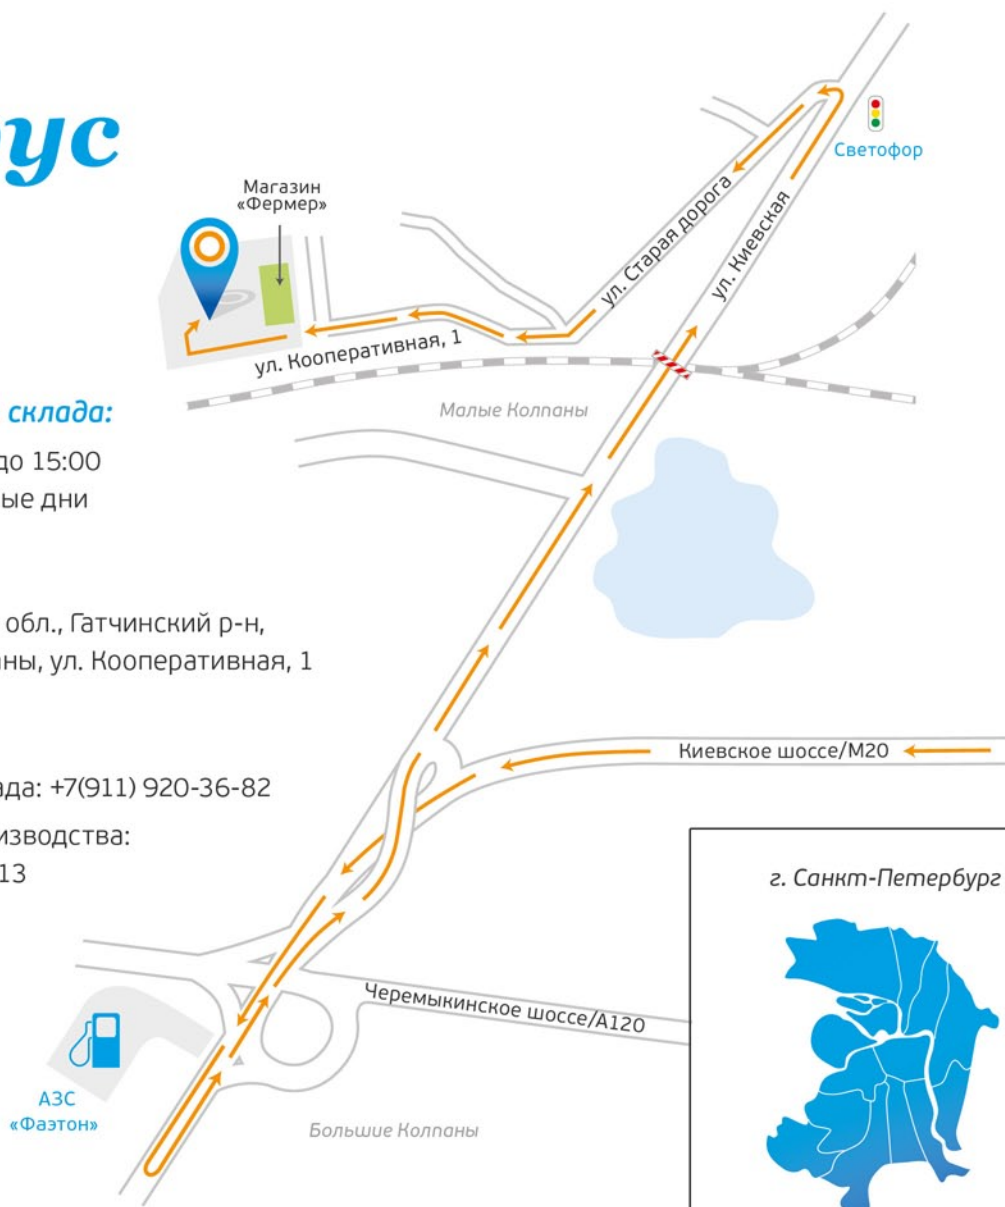 рус
Светофор
Магазин
«Фермер»
ул. Старая дорога
ул. Киевская
ул. Кооперативная, 1
Малые Колпаны
склада:
до 15:00
ые дни
обл., Гатчинский р-н,
ны, ул. Кооперативная, 1
Киевское шоссе/М20
ада: +7(911) 920-36-82
изводства:
13
г. Санкт-Петербург
Черемыкинское шоссе/А120
АЗС
«Фаэтон»
Большие Колпаны